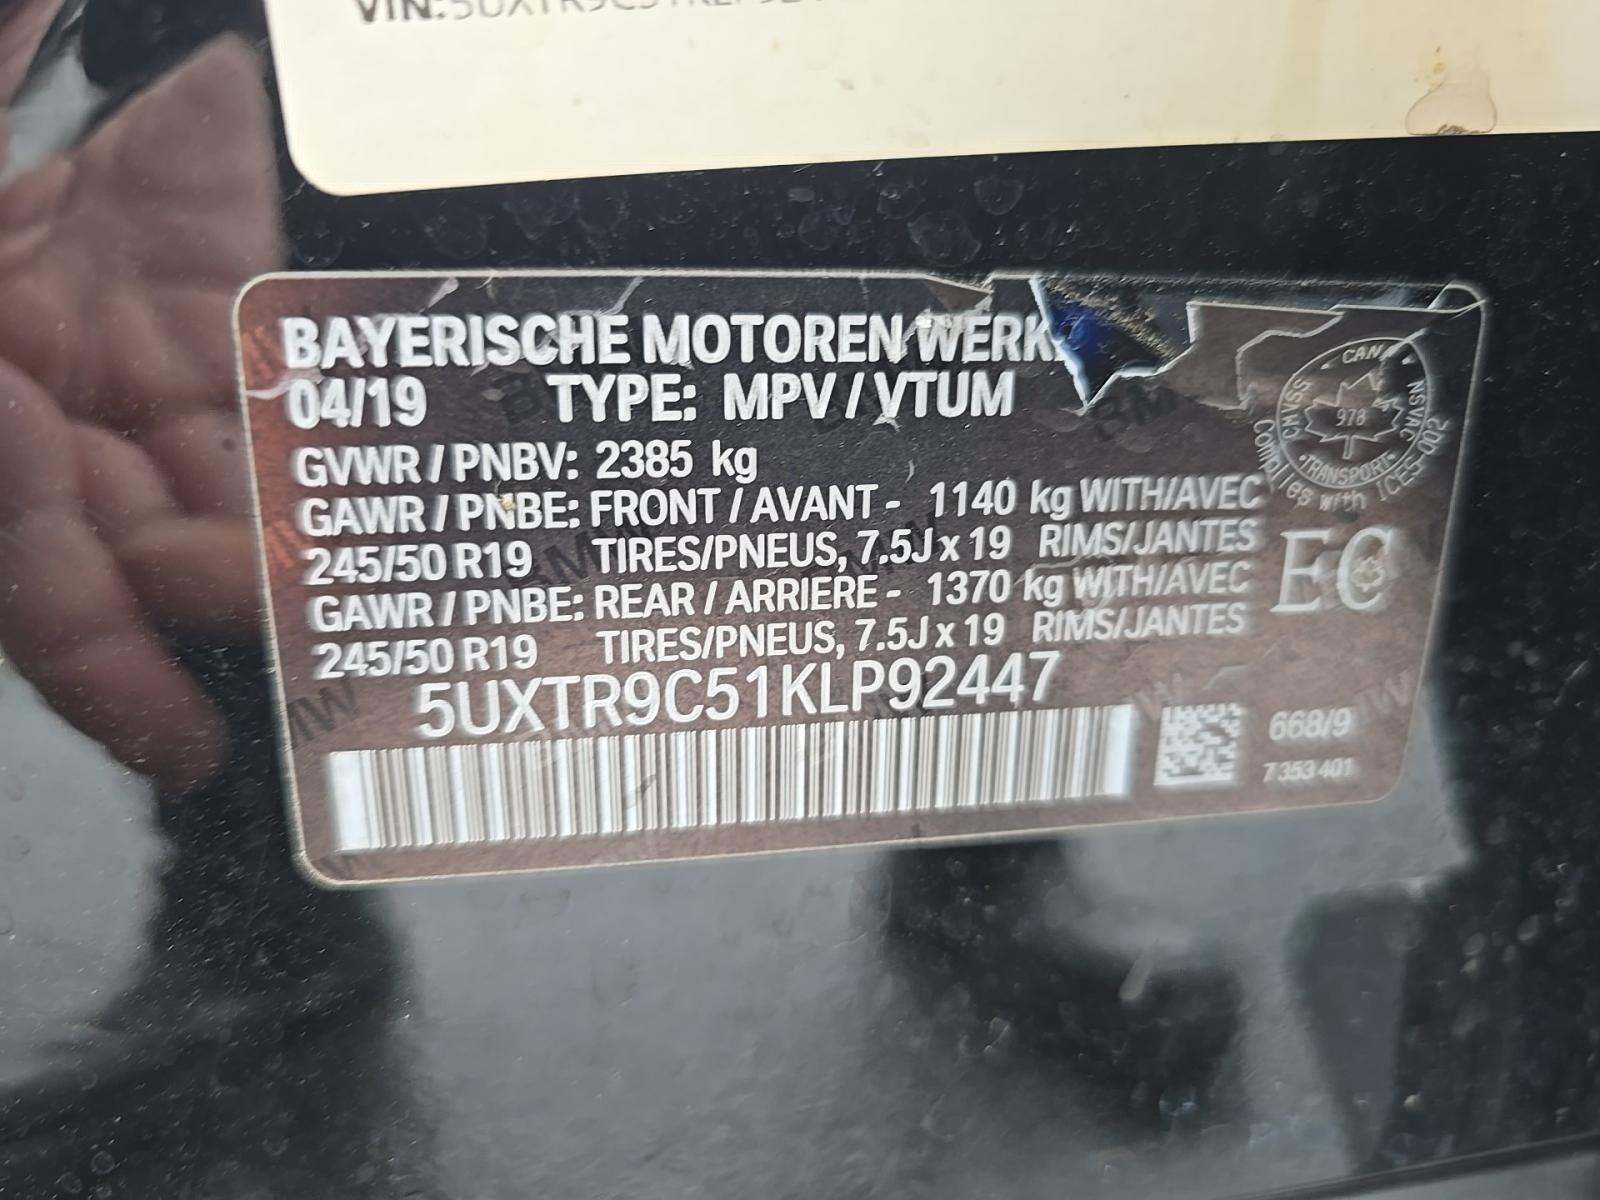 BAYERISCHE MOTOREN WERK
04/19 TYPE: MPV / VTUM
GVWR / PNBV: 2385 kg
GAWR / PNBE: FRONT / AVANT - 1140 kg WITH/AVEC
245/50 R19 TIRES/PNEUS, 7.5J x 19 RIMS/JANTES
GAWR / PNBE: REAR / ARRIERE - 1370 kg WITH/AVEC
245/50 R19 TIRES/PNEUS, 7.5J x 19 RIMS/JANTES
5UXTR9C51KLP92447
CAN
CMVSS
NSVAC
978
TRANSPORT
Complies with ICES-002
EC
668/9
7 353 401